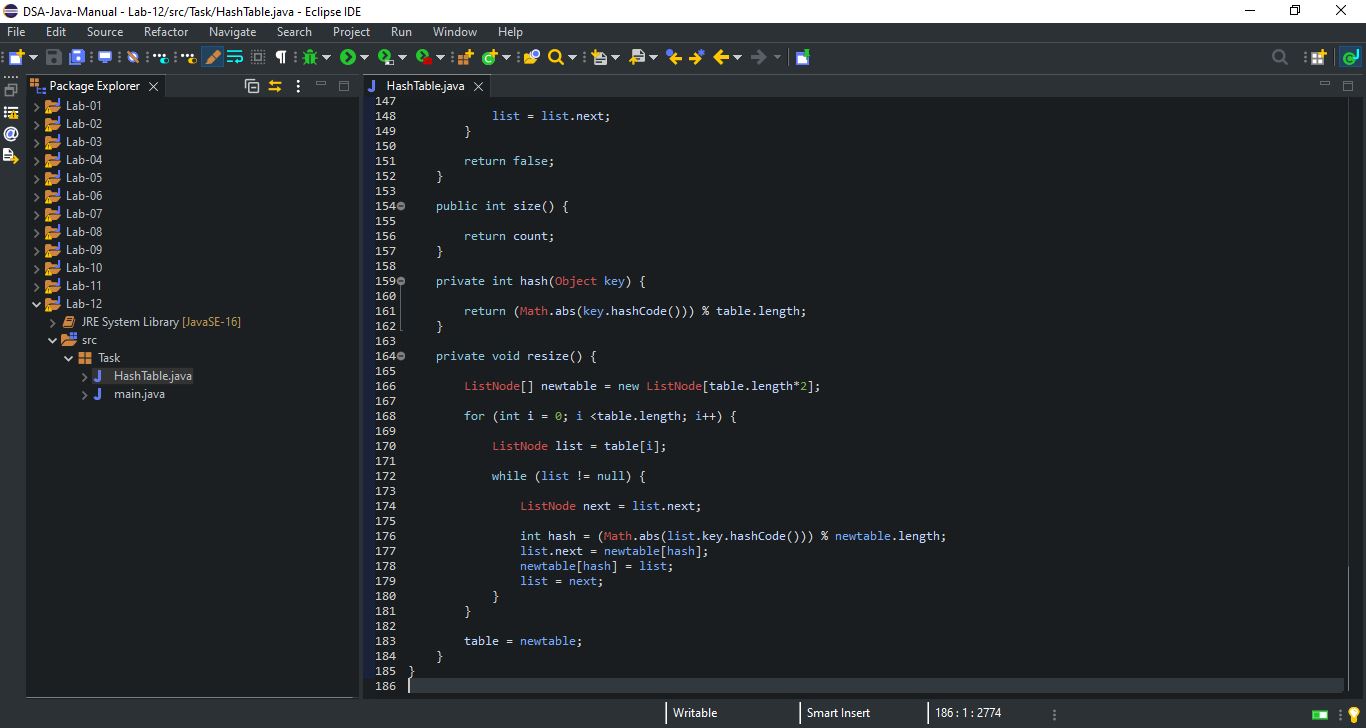 DSA-Java-Manual - Lab-12/src/Task/HashTable.java - Eclipse IDE
File Edit Source Refactor Navigate Search Project Run Window Help
Package Explorer
Lab-01
Lab-02
Lab-03
Lab-04
Lab-05
Lab-06
Lab-07
Lab-08
Lab-09
Lab-10
Lab-11
Lab-12
JRE System Library [JavaSE-16]
src
Task
HashTable.java
main.java
HashTable.java
147
148 list = list.next;
149 }
150
151 return false;
152 }
153
154 public int size() {
155
156 return count;
157 }
158
159 private int hash(Object key) {
160
161 return (Math.abs(key.hashCode())) % table.length;
162 }
163
164 private void resize() {
165
166 ListNode[] newtable = new ListNode[table.length*2];
167
168 for (int i = 0; i <table.length; i++) {
169
170 ListNode list = table[i];
171
172 while (list != null) {
173
174 ListNode next = list.next;
175
176 int hash = (Math.abs(list.key.hashCode())) % newtable.length;
177 list.next = newtable[hash];
178 newtable[hash] = list;
179 list = next;
180 }
181 }
182
183 table = newtable;
184 }
185 }
186
Writable Smart Insert 186 : 1 : 2774